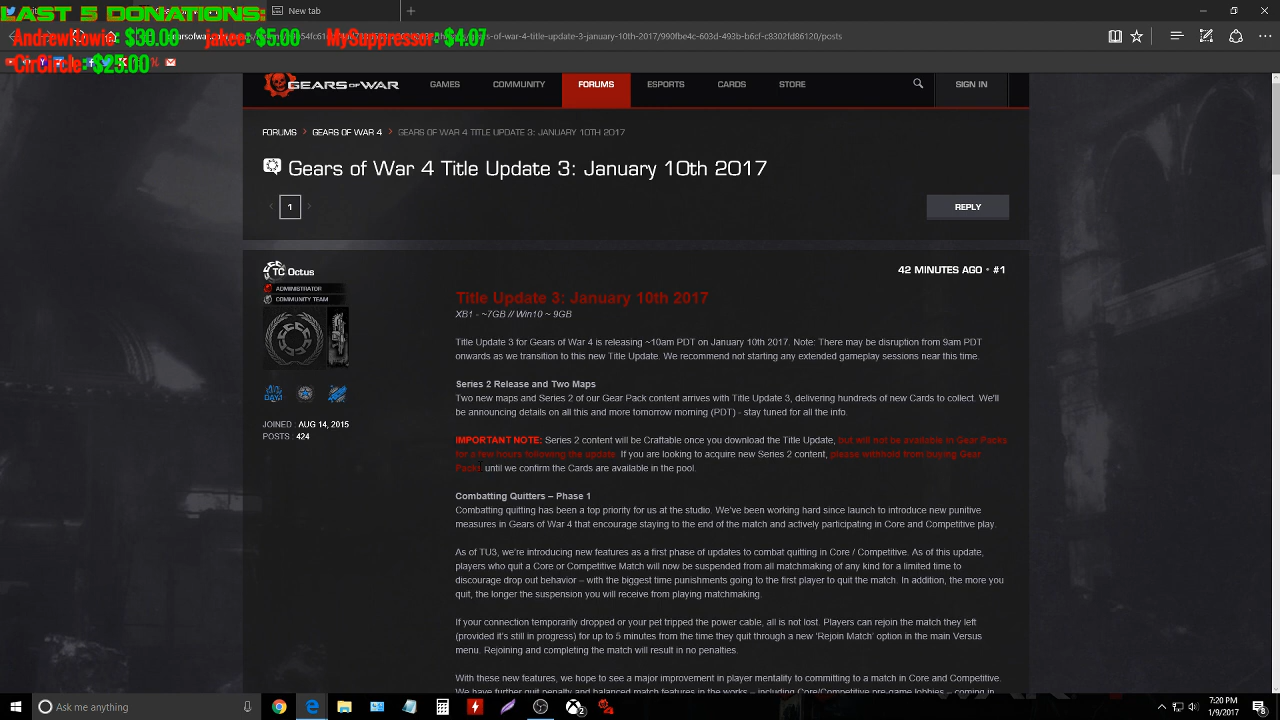 LAST 5 DONATIONS:
New tab
AndrewBowie: $30.00 jakee: $5.00 MySuppressor: $4.07
CirCircle: $25.00
GEARS OF WAR
GAMES
COMMUNITY
FORUMS
ESPORTS
CARDS
STORE
SIGN IN
FORUMS > GEARS OF WAR 4 > GEARS OF WAR 4 TITLE UPDATE 3: JANUARY 10TH 2017
Gears of War 4 Title Update 3: January 10th 2017
1
REPLY
TC Octus
42 MINUTES AGO • #1
ADMINISTRATOR
COMMUNITY TEAM
JOINED : AUG 14, 2015
POSTS : 424
Title Update 3: January 10th 2017
XB1 - ~7GB // Win10 ~ 9GB
Title Update 3 for Gears of War 4 is releasing ~10am PDT on January 10th 2017. Note: There may be disruption from 9am PDT
onwards as we transition to this new Title Update. We recommend not starting any extended gameplay sessions near this time.
Series 2 Release and Two Maps
Two new maps and Series 2 of our Gear Pack content arrives with Title Update 3, delivering hundreds of new Cards to collect. We'll
be announcing details on all this and more tomorrow morning (PDT) - stay tuned for all the info.
IMPORTANT NOTE: Series 2 content will be Craftable once you download the Title Update, but will not be available in Gear Packs
for a few hours following the update. If you are looking to acquire new Series 2 content, please withhold from buying Gear
Packs until we confirm the Cards are available in the pool.
Combatting Quitters – Phase 1
Combatting quitting has been a top priority for us at the studio. We've been working hard since launch to introduce new punitive
measures in Gears of War 4 that encourage staying to the end of the match and actively participating in Core and Competitive play.
As of TU3, we're introducing new features as a first phase of updates to combat quitting in Core / Competitive. As of this update,
players who quit a Core or Competitive Match will now be suspended from all matchmaking of any kind for a limited time to
discourage drop out behavior – with the biggest time punishments going to the first player to quit the match. In addition, the more you
quit, the longer the suspension you will receive from playing matchmaking.
If your connection temporarily dropped or your pet tripped the power cable, all is not lost. Players can rejoin the match they left
(provided it's still in progress) for up to 5 minutes from the time they quit through a new 'Rejoin Match' option in the main Versus
menu. Rejoining and completing the match will result in no penalties.
With these new features, we hope to see a major improvement in player mentality to committing to a match in Core and Competitive.
We have further quit penalty and balanced match features in the works – including Core/Competitive pre-game lobbies – coming in
Ask me anything
7:20 PM
1/9/2017